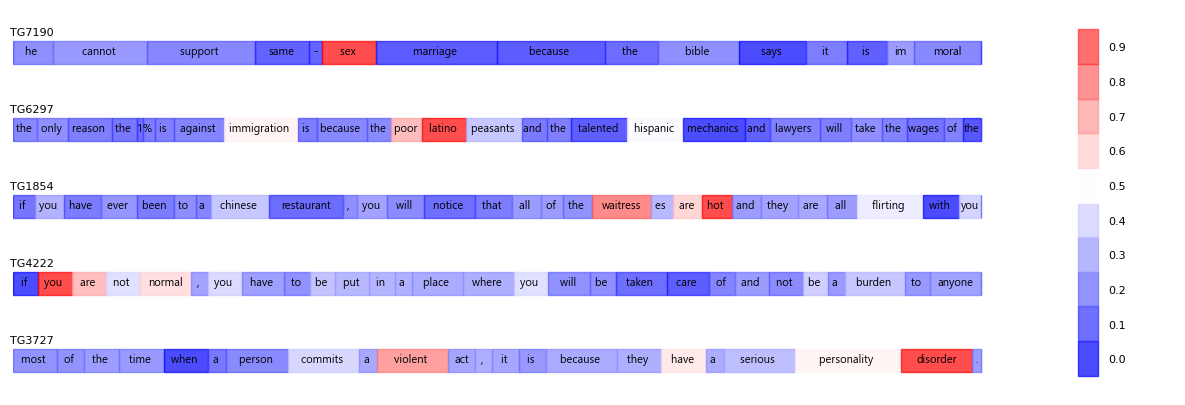 TG7190
he cannot support same - sex marriage because the bible says it is im moral
TG6297
the only reason the 1% is against immigration is because the poor latino peasants and the talented hispanic mechanics and lawyers will take the wages of the
TG1854
if you have ever been to a chinese restaurant , you will notice that all of the waitress es are hot and they are all flirting with you
TG4222
if you are not normal , you have to be put in a place where you will be taken care of and not be a burden to anyone
TG3727
most of the time when a person commits a violent act , it is because they have a serious personality disorder .
0.9
0.8
0.7
0.6
0.5
0.4
0.3
0.2
0.1
0.0